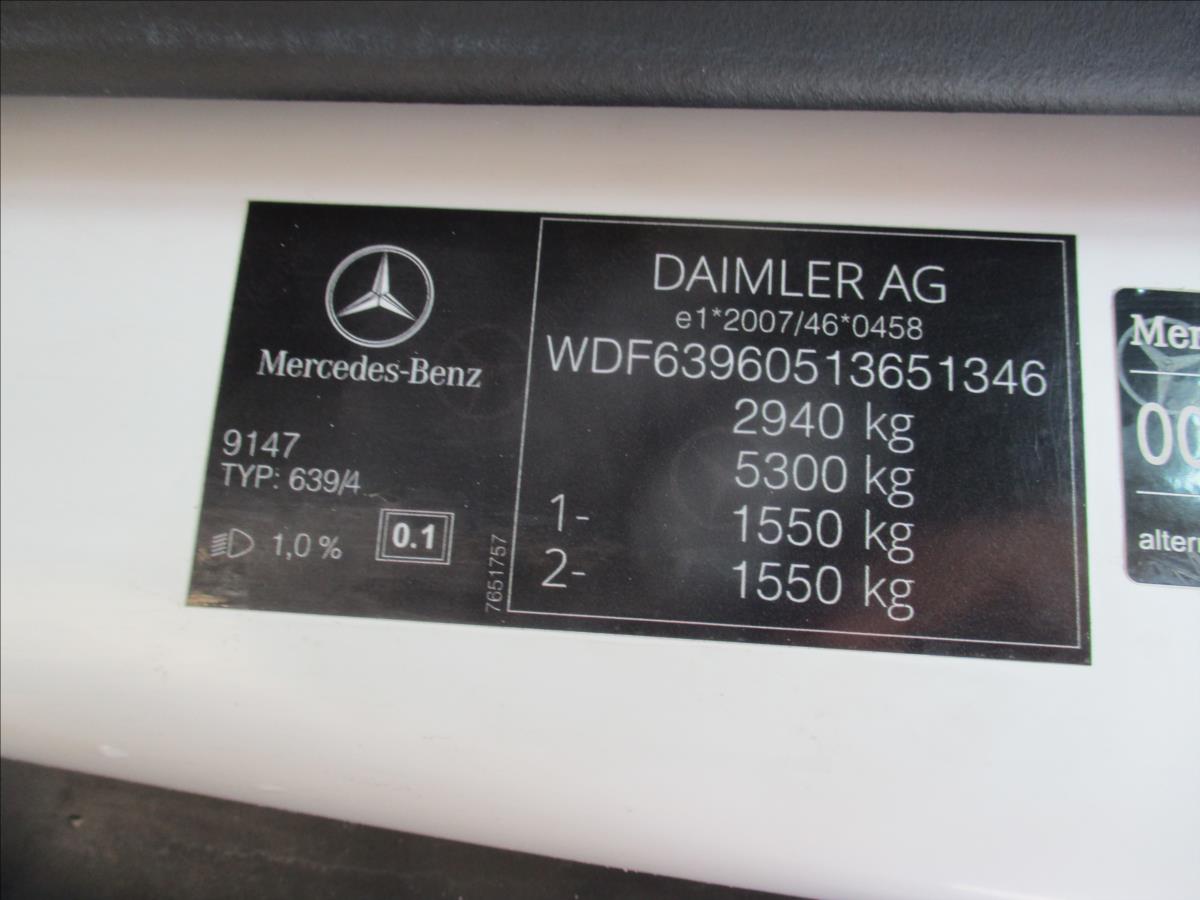 Mercedes-Benz
9147
TYP: 639/4
1,0 %
0.1
7651757
DAIMLER AG
e1*2007/46*0458
WDF63960513651346
2940 kg
5300 kg
1- 1550 kg
2- 1550 kg